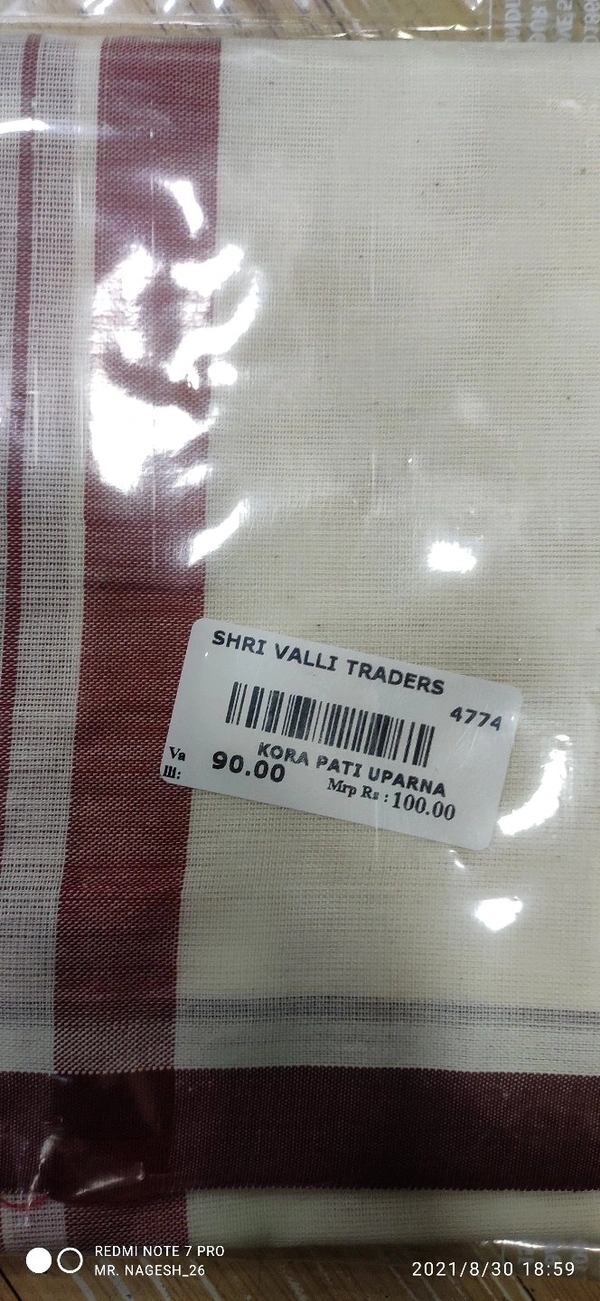 SHRI VALLI TRADERS
4774
KORA PATI UPARNA
Va 90.00
lll: Mrp Rs : 100.00
REDMI NOTE 7 PRO
MR. NAGESH_26
2021/8/30 18:59